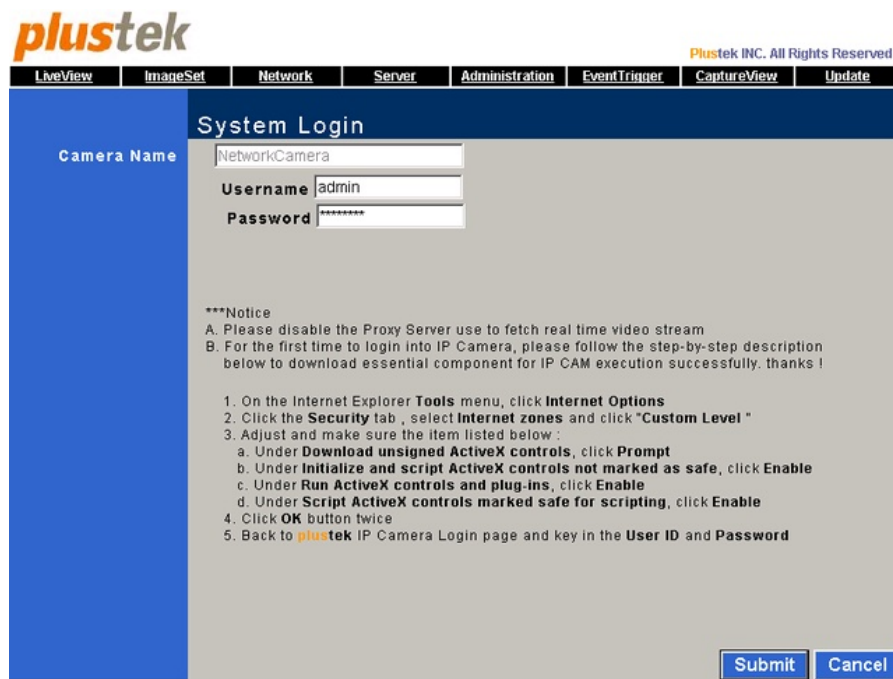 plustek
Plustek INC. All Rights Reserved
LiveView ImageSet Network Server Administration EventTrigger CaptureView Update
System Login
Camera Name NetworkCamera
Username admin
Password ********
***Notice
A. Please disable the Proxy Server use to fetch real time video stream
B. For the first time to login into IP Camera, please follow the step-by-step description
below to download essential component for IP CAM execution successfully. thanks !
1. On the Internet Explorer Tools menu, click Internet Options
2. Click the Security tab , select Internet zones and click "Custom Level "
3. Adjust and make sure the item listed below :
a. Under Download unsigned ActiveX controls, click Prompt
b. Under Initialize and script ActiveX controls not marked as safe, click Enable
c. Under Run ActiveX controls and plug-ins, click Enable
d. Under Script ActiveX controls marked safe for scripting, click Enable
4. Click OK button twice
5. Back to plustek IP Camera Login page and key in the User ID and Password
Submit Cancel